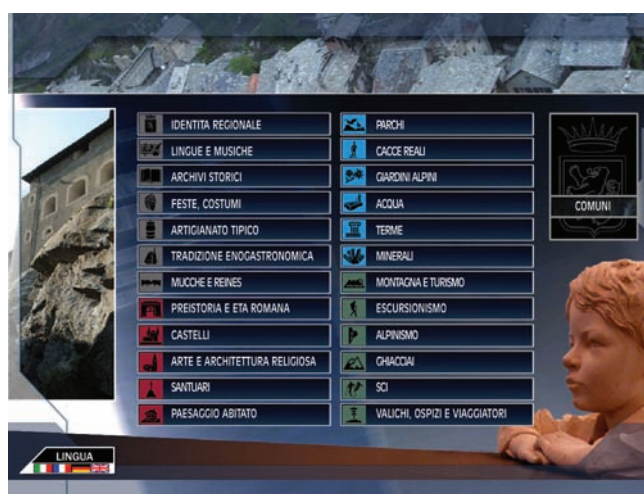 IDENTITA REGIONALE
LINGUE E MUSICHE
ARCHIVI STORICI
FESTE, COSTUMI
ARTIGIANATO TIPICO
TRADIZIONE ENOGASTRONOMICA
MUCCHE E REINES
PREISTORIA E ETA ROMANA
CASTELLI
ARTE E ARCHITETTURA RELIGIOSA
SANTUARI
PAESAGGIO ABITATO
PARCHI
CACCE REALI
GIARDINI ALPINI
ACQUA
TERME
MINERALI
MONTAGNA E TURISMO
ESCURSIONISMO
ALPINISMO
GHIACCIAI
SCI
VALICHI, OSPIZI E VIAGGIATORI
COMUNI
LINGUA